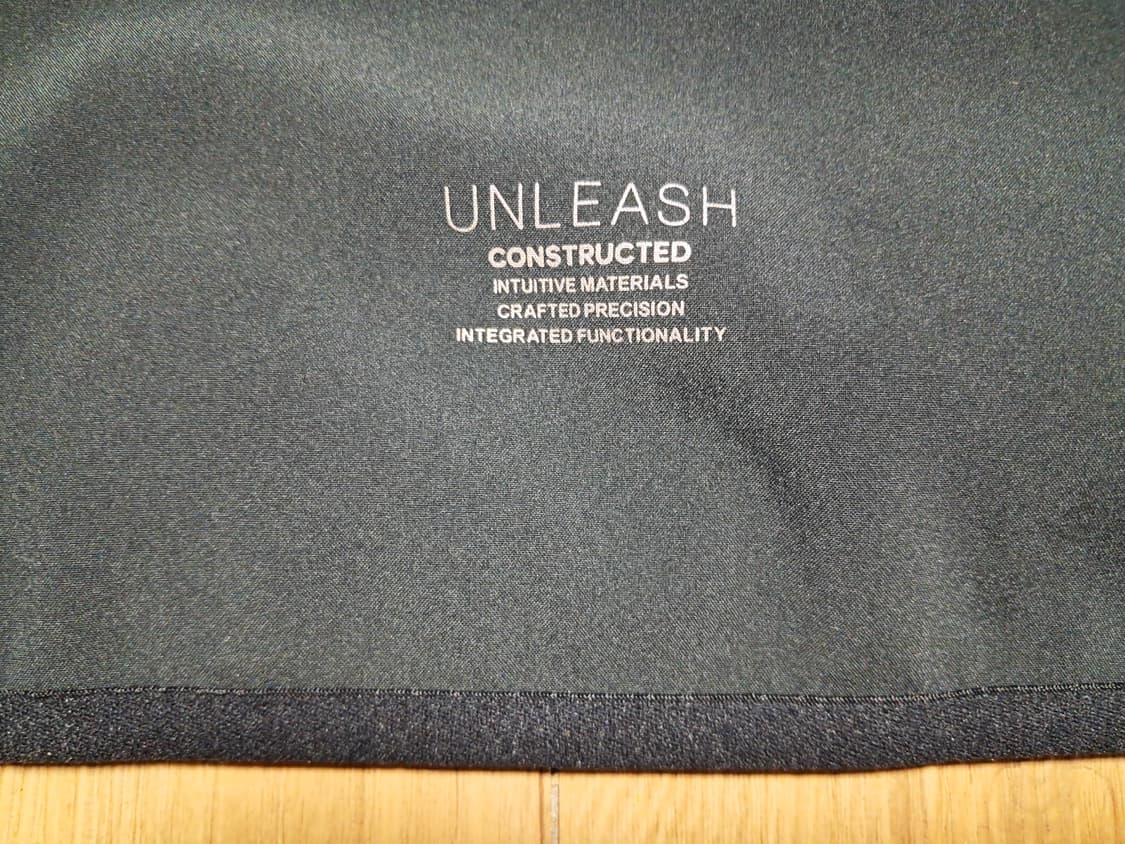 UNLEASH
CONSTRUCTED
INTUITIVE MATERIALS
CRAFTED PRECISION
INTEGRATED FUNCTIONALITY